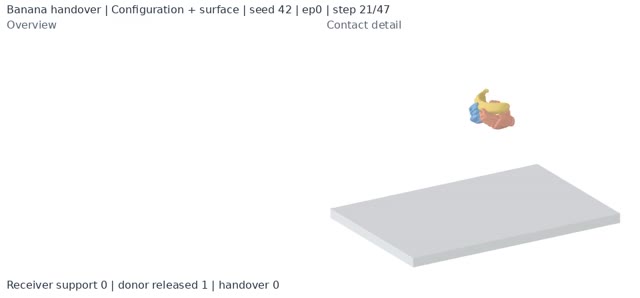 Banana handover | Configuration + surface | seed 42 | ep0 | step 21/47
Overview
Contact detail
Receiver support 0 | donor released 1 | handover 0